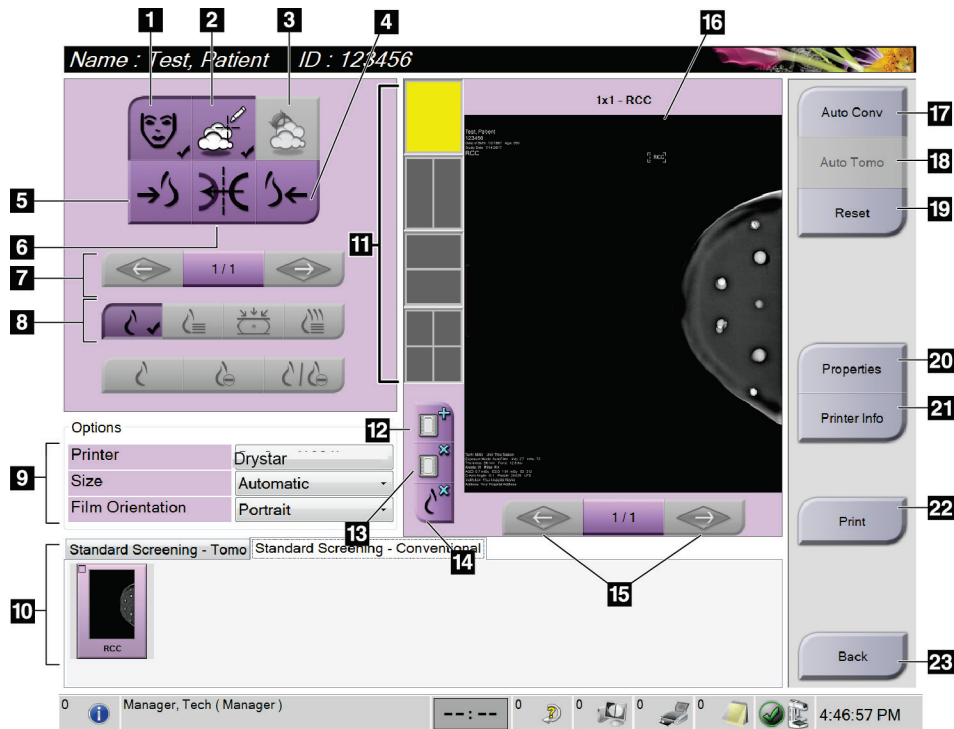 1
2
3
4
16
Name : Test, Patient ID : 123456
5
6
7
1 / 1
8
11
1x1 - RCC
Test, Patient
123456
RCC
RCC
Auto Conv
17
Auto Tomo
18
Reset
19
Properties
20
Printer Info
21
Options
9
Printer
Drystar
Size
Automatic
Film Orientation
Portrait
12
13
14
1 / 1
15
Print
22
10
Standard Screening - Tomo
Standard Screening - Conventional
RCC
Back
23
0
Manager, Tech ( Manager )
--:--
0
0
0
0
4:46:57 PM